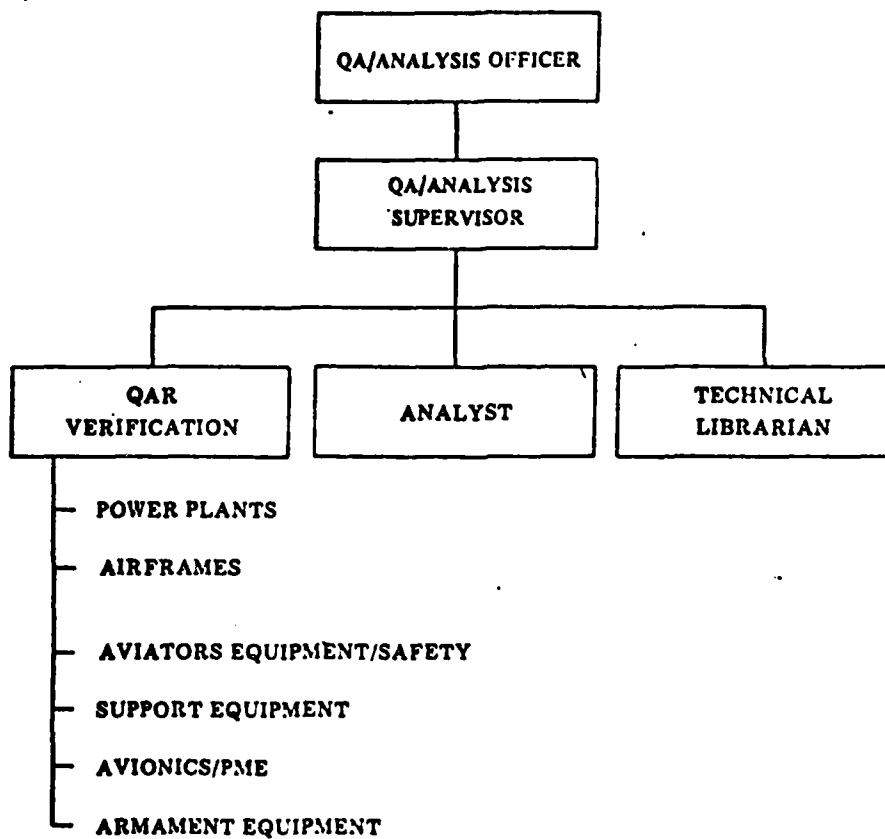 QA/ANALYSIS OFFICER
QA/ANALYSIS
SUPERVISOR
QAR
VERIFICATION
ANALYST
TECHNICAL
LIBRARIAN
POWER PLANTS
AIRFRAMES
AVIATORS EQUIPMENT/SAFETY
SUPPORT EQUIPMENT
AVIONICS/PME
ARMAMENT EQUIPMENT